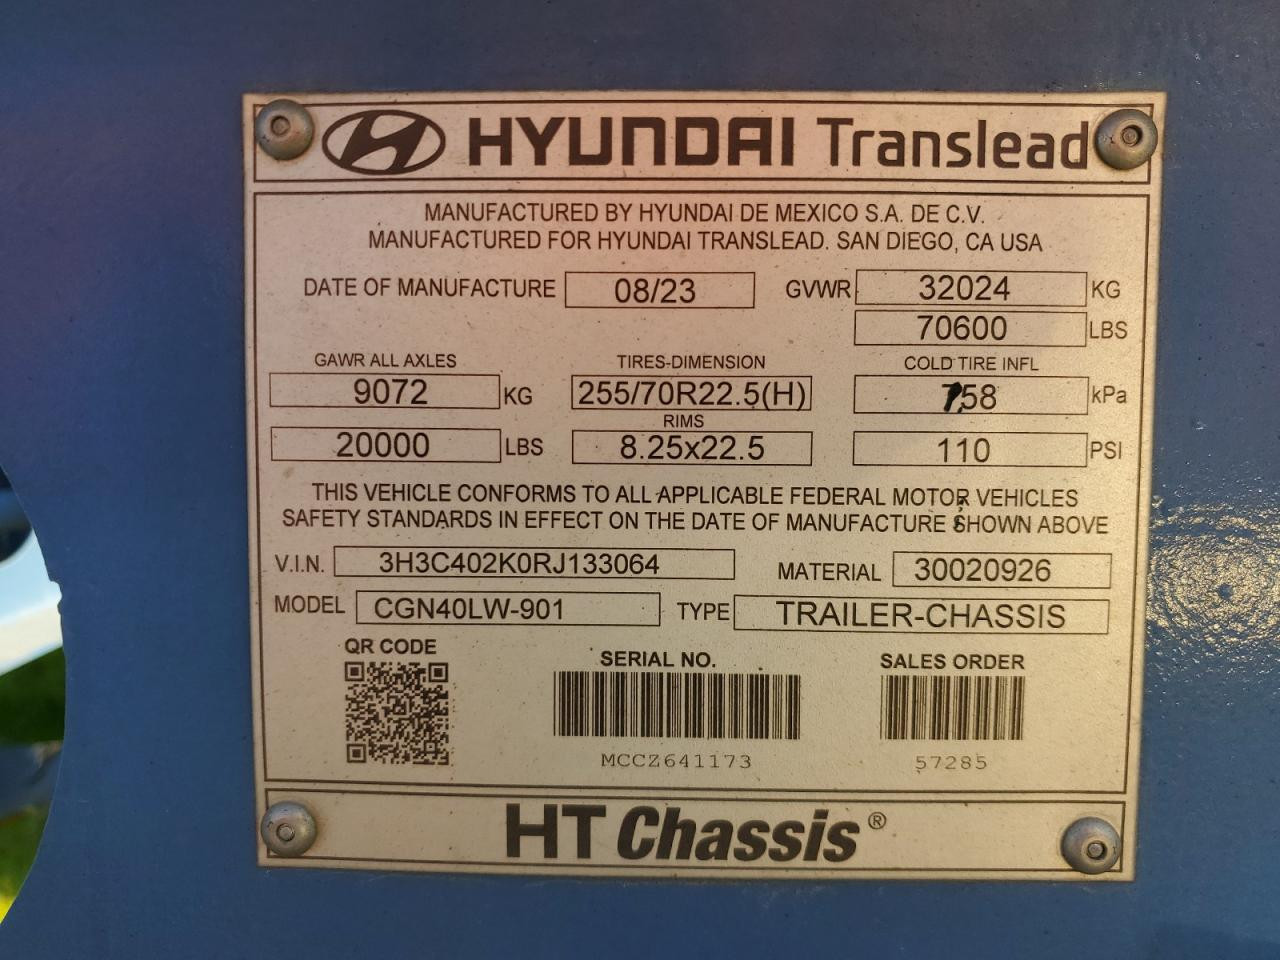 HYUNDAI Translead
MANUFACTURED BY HYUNDAI DE MEXICO S.A. DE C.V.
MANUFACTURED FOR HYUNDAI TRANSLEAD. SAN DIEGO, CA USA
DATE OF MANUFACTURE 08/23 GVWR 32024 KG
70600 LBS
GAWR ALL AXLES TIRES-DIMENSION COLD TIRE INFL
9072 KG 255/70R22.5(H) 758 kPa
RIMS
20000 LBS 8.25x22.5 110 PSI
THIS VEHICLE CONFORMS TO ALL APPLICABLE FEDERAL MOTOR VEHICLES
SAFETY STANDARDS IN EFFECT ON THE DATE OF MANUFACTURE SHOWN ABOVE
V.I.N. 3H3C402K0RJ133064 MATERIAL 30020926
MODEL CGN40LW-901 TYPE TRAILER-CHASSIS
QR CODE SERIAL NO. SALES ORDER
MCCZ641173 57285
HT Chassis®